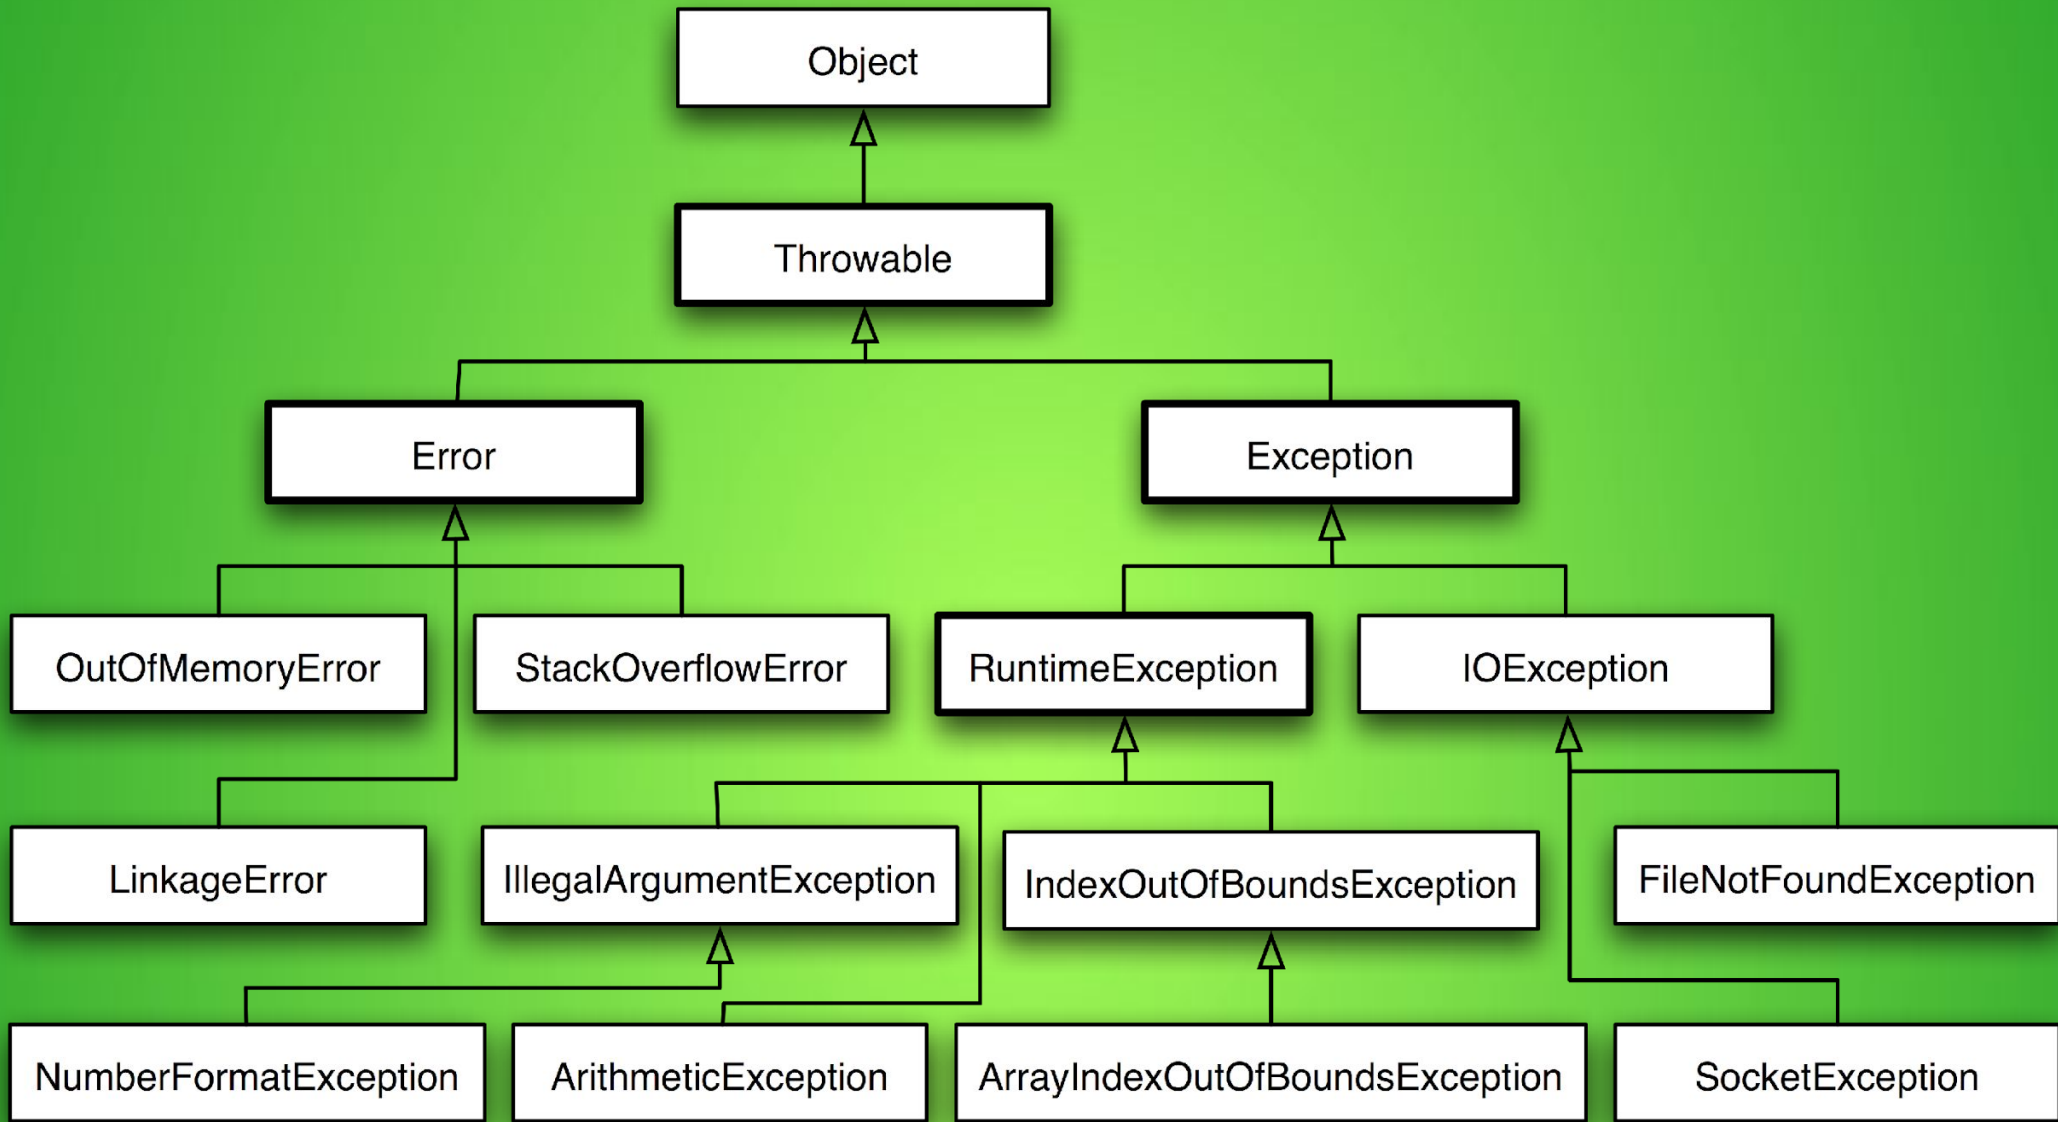 Object
Throwable
Error
Exception
OutOfMemoryError
StackOverflowError
RuntimeException
IOException
LinkageError
IllegalArgumentException
IndexOutOfBoundsException
FileNotFoundException
NumberFormatException
ArithmeticException
ArrayIndexOutOfBoundsException
SocketException